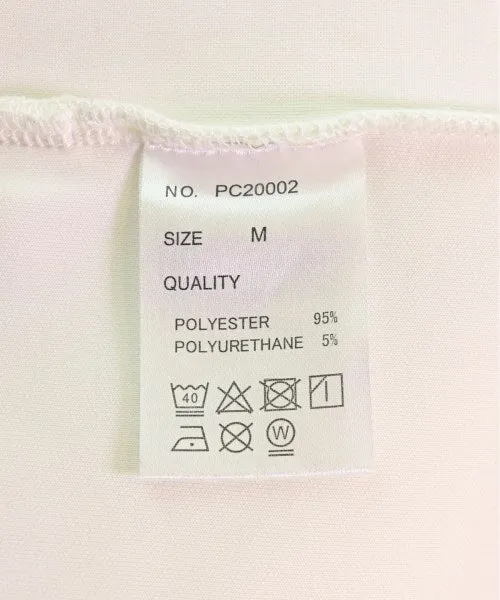 NO. PC20002
SIZE M
QUALITY
POLYESTER 95%
POLYURETHANE 5%
40
W